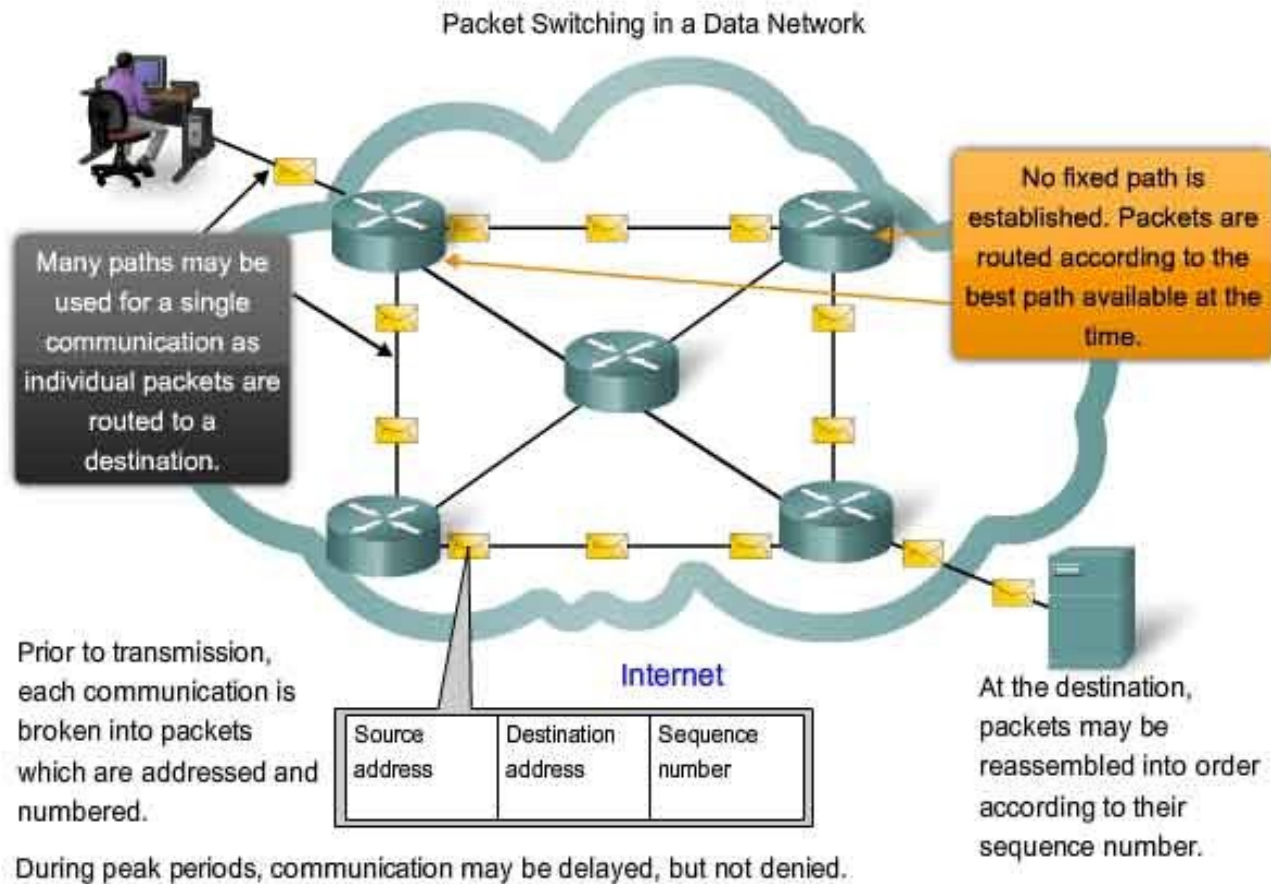 Packet Switching in a Data Network
Many paths may be
used for a single
communication as
individual packets are
routed to a
destination.
No fixed path is
established. Packets are
routed according to the
best path available at the
time.
Prior to transmission,
each communication is
broken into packets
which are addressed and
numbered.
Internet
Source
address
Destination
address
Sequence
number
At the destination,
packets may be
reassembled into order
according to their
sequence number.
During peak periods, communication may be delayed, but not denied.